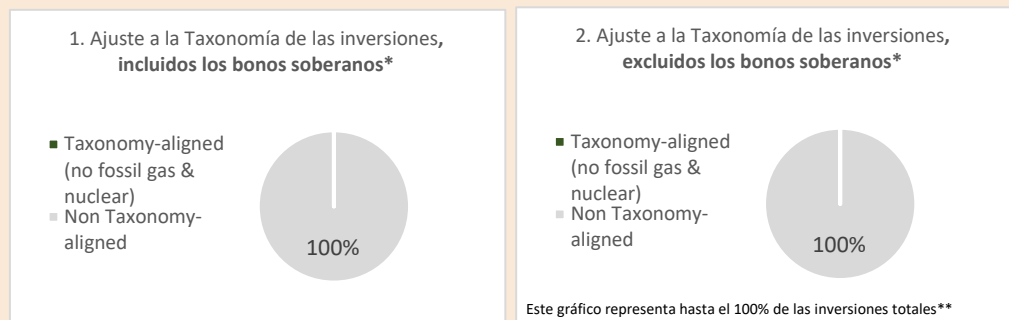 1. Ajuste a la Taxonomía de las inversiones,
incluidos los bonos soberanos*
Taxonomy-aligned
(no fossil gas &
nuclear)
Non Taxonomy-
aligned
100%
2. Ajuste a la Taxonomía de las inversiones,
excluidos los bonos soberanos*
Taxonomy-aligned
(no fossil gas &
nuclear)
Non Taxonomy-
aligned
100%
Este gráfico representa hasta el 100% de las inversiones totales**